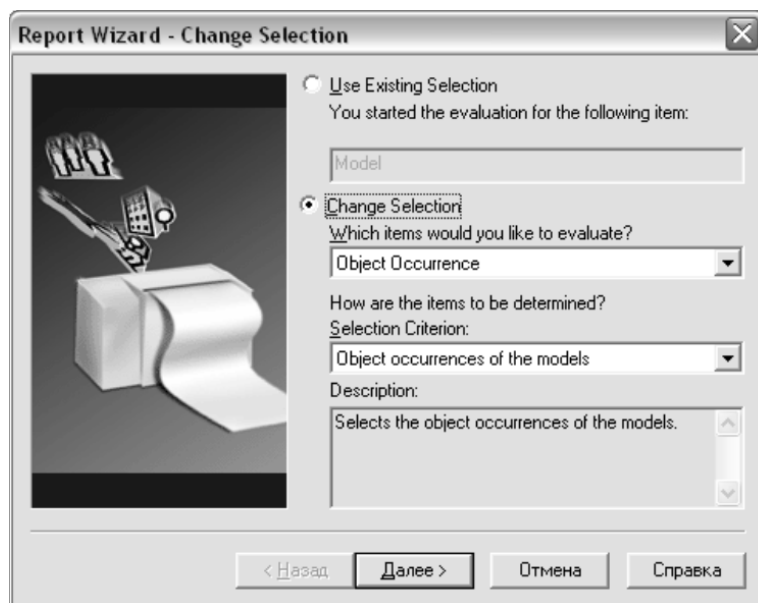 Report Wizard - Change Selection
Use Existing Selection
You started the evaluation for the following item:
Model
Change Selection
Which items would you like to evaluate?
Object Occurrence
How are the items to be determined?
Selection Criterion:
Object occurrences of the models
Description:
Selects the object occurrences of the models.
< Назад
Далее >
Отмена
Справка